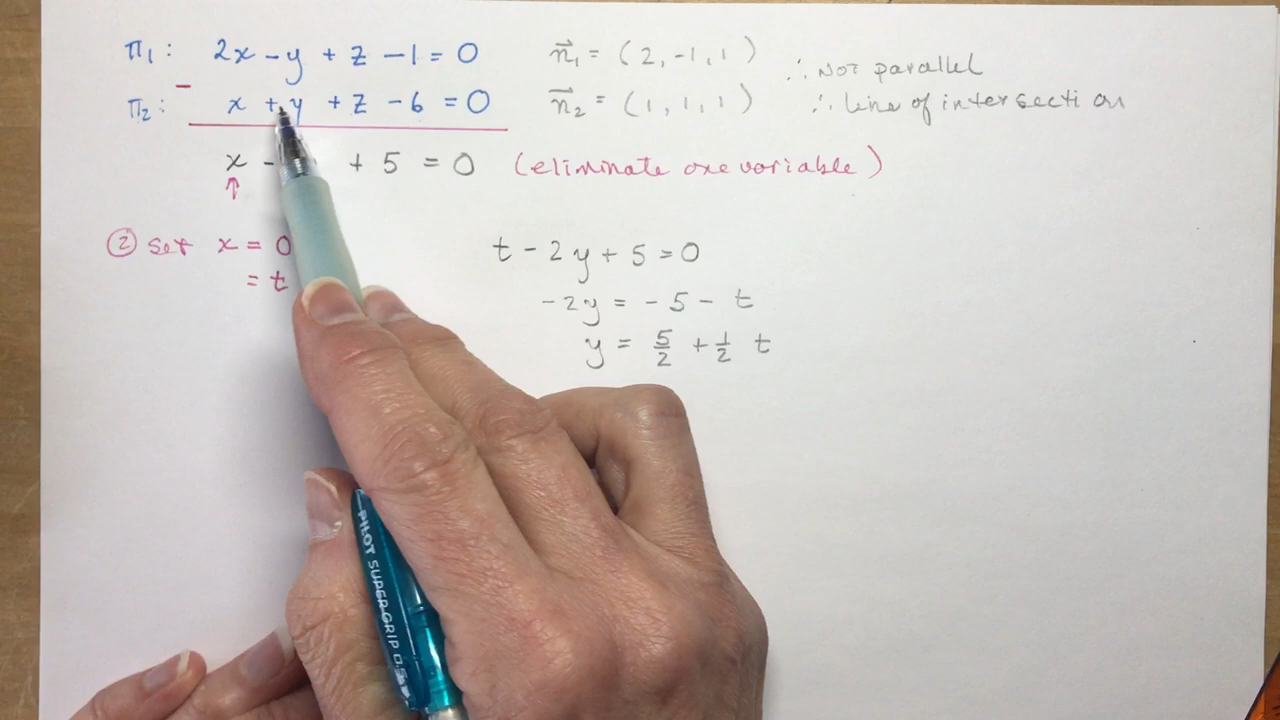 π₁: 2x - y + z - 1 = 0
n⃗₁ = (2, -1, 1)
∴ Not parallel
- π₂: x + y + z - 6 = 0
n⃗₂ = (1, 1, 1)
∴ line of intersection
x - + 5 = 0 (eliminate one variable)
↑
② set x = 0
= t
t - 2y + 5 = 0
-2y = -5 - t
y = 5/2 + 1/2 t
PILOT SUPER GRIP 0.5